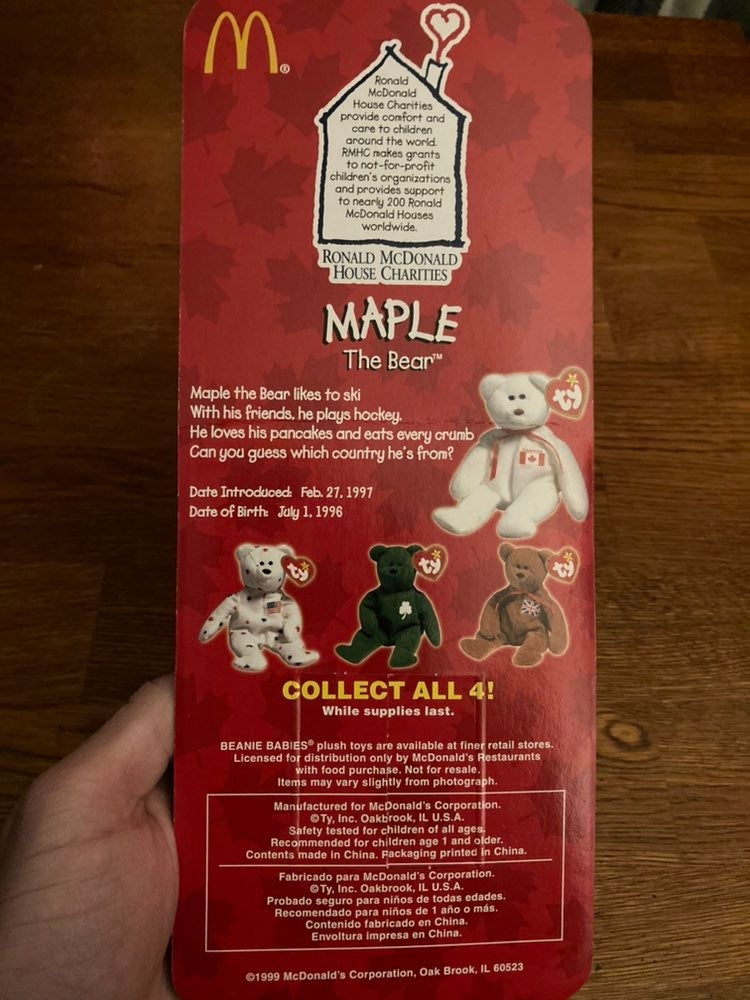 Ronald
McDonald
House Charities
provide comfort and
care to children
around the world.
RMHC makes grants
to not-for-profit
children's organizations
and provides support
to nearly 200 Ronald
McDonald Houses
worldwide.
RONALD MCDONALD
HOUSE CHARITIES
MAPLE
The Bear™
Maple the Bear likes to ski
With his friends, he plays hockey.
He loves his pancakes and eats every crumb
Can you guess which country he's from?
ty
Date Introduced: Feb. 27, 1997
Date of Birth: July 1, 1996
ty
ty
ty
COLLECT ALL 4!
While supplies last.
BEANIE BABIES® plush toys are available at finer retail stores.
Licensed for distribution only by McDonald's Restaurants
with food purchase. Not for resale.
Items may vary slightly from photograph.
Manufactured for McDonald's Corporation.
©Ty, Inc. Oakbrook, IL U.S.A.
Safety tested for children of all ages.
Recommended for children age 1 and older.
Contents made in China. Packaging printed in China.
Fabricado para McDonald's Corporation.
©Ty, Inc. Oakbrook, IL U.S.A.
Probado seguro para niños de todas edades.
Recomendado para niños de 1 año o más.
Contenido fabricado en China.
Envoltura impresa en China.
©1999 McDonald's Corporation, Oak Brook, IL 60523